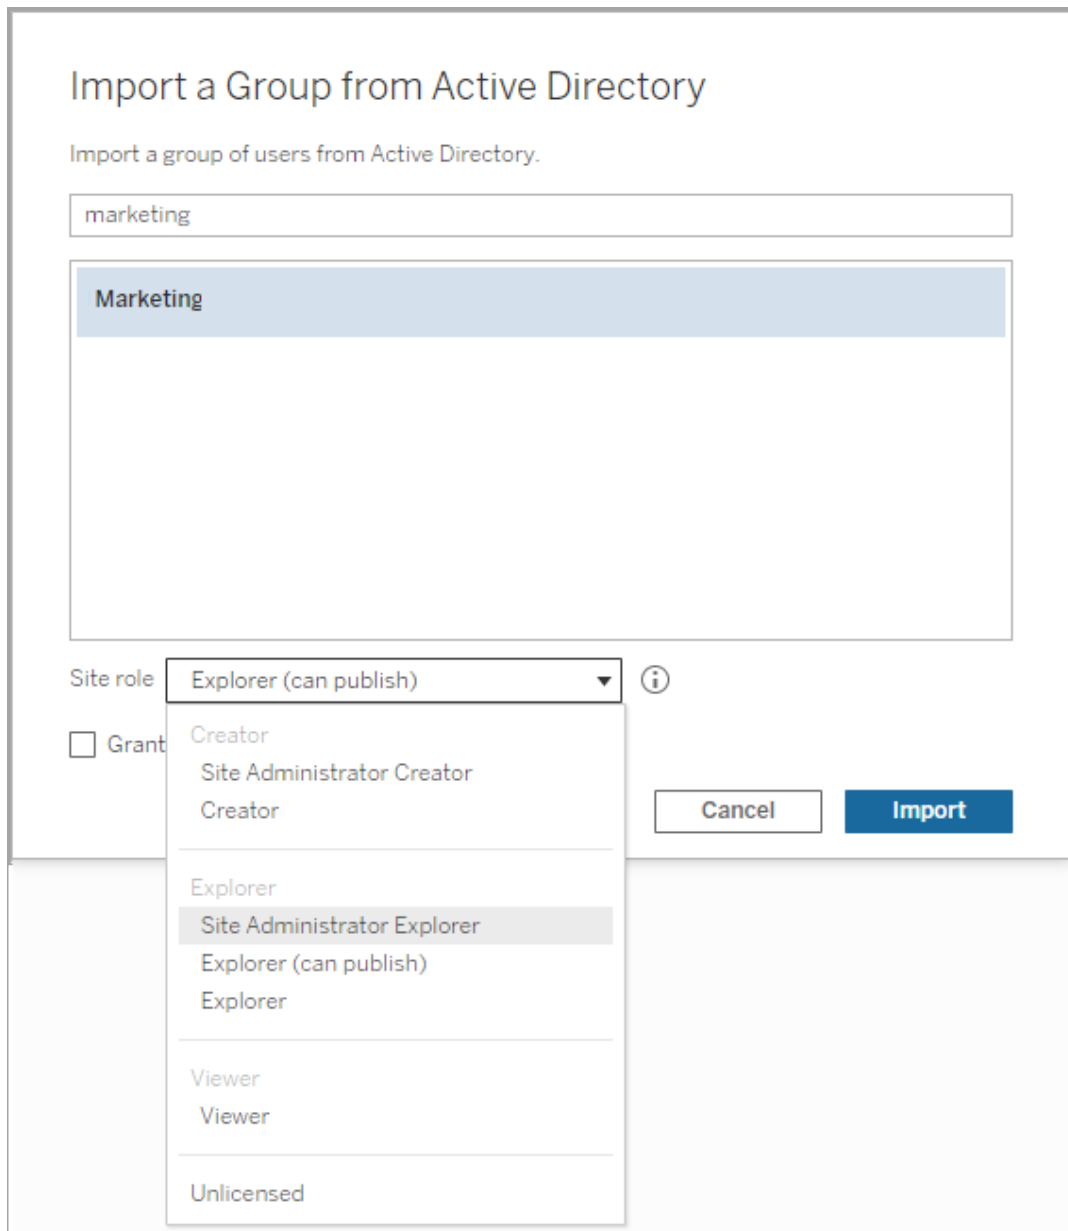 Import a Group from Active Directory
Import a group of users from Active Directory.
marketing
Marketing
Site role
Explorer (can publish)
Grant
Creator
Site Administrator Creator
Creator
Cancel
Import
Explorer
Site Administrator Explorer
Explorer (can publish)
Explorer
Viewer
Viewer
Unlicensed